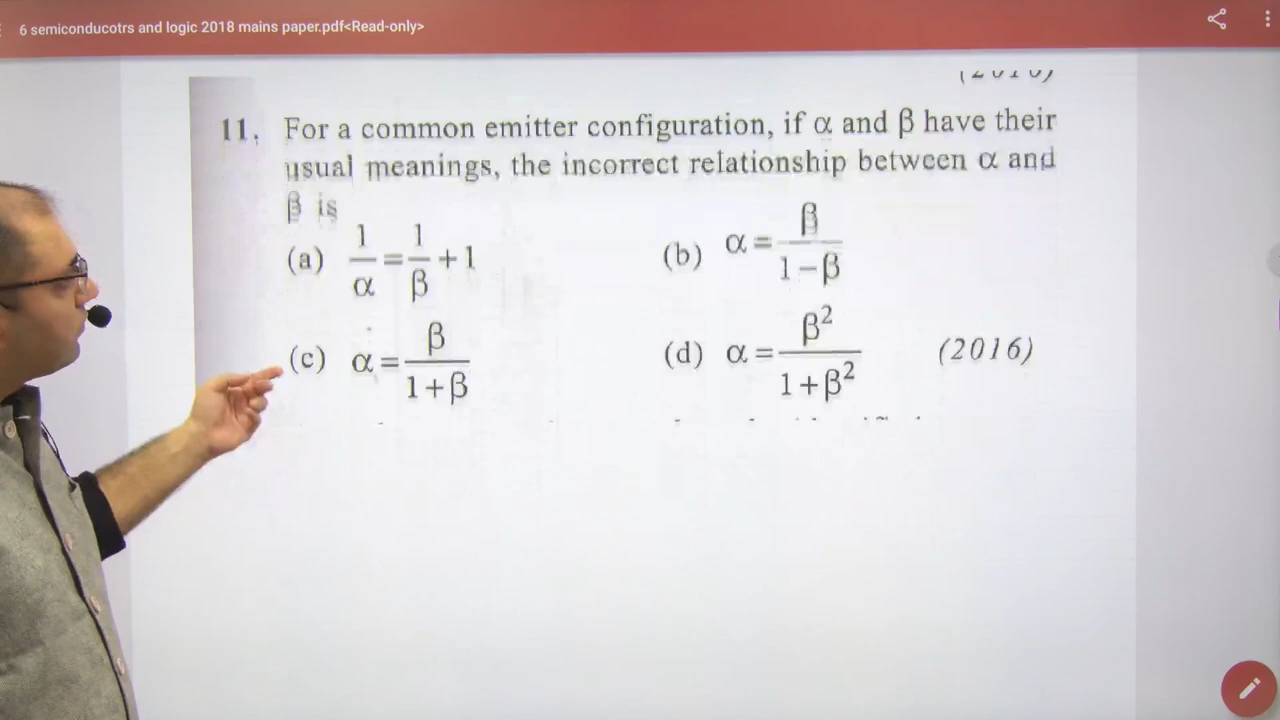 6 semiconducotrs and logic 2018 mains paper.pdf<Read-only>
(2016)
11. For a common emitter configuration, if α and β have their
usual meanings, the incorrect relationship between α and
β is
(a) 1/α = 1/β + 1 (b) α = β/(1−β)
(c) α = β/(1+β) (d) α = β²/(1+β²) (2016)